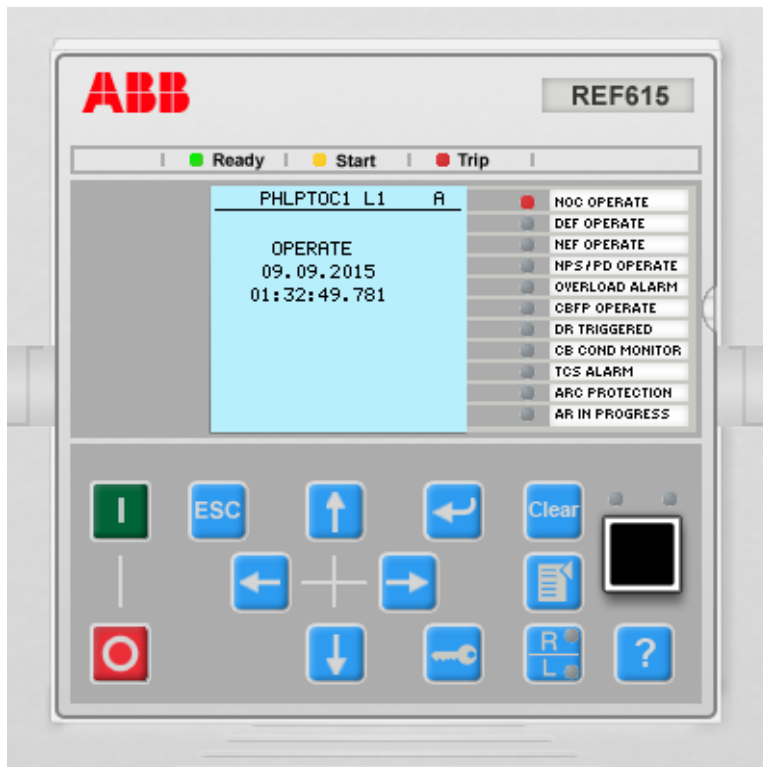 ABB
REF615
Ready Start Trip
PHLPTOC1 L1 A
OPERATE
09.09.2015
01:32:49.781
NOC OPERATE
DEF OPERATE
NEF OPERATE
NPS/PD OPERATE
OVERLOAD ALARM
CBFP OPERATE
DR TRIGGERED
CB COND MONITOR
TCS ALARM
ARC PROTECTION
AR IN PROGRESS
I ESC Clear
O R
L ?